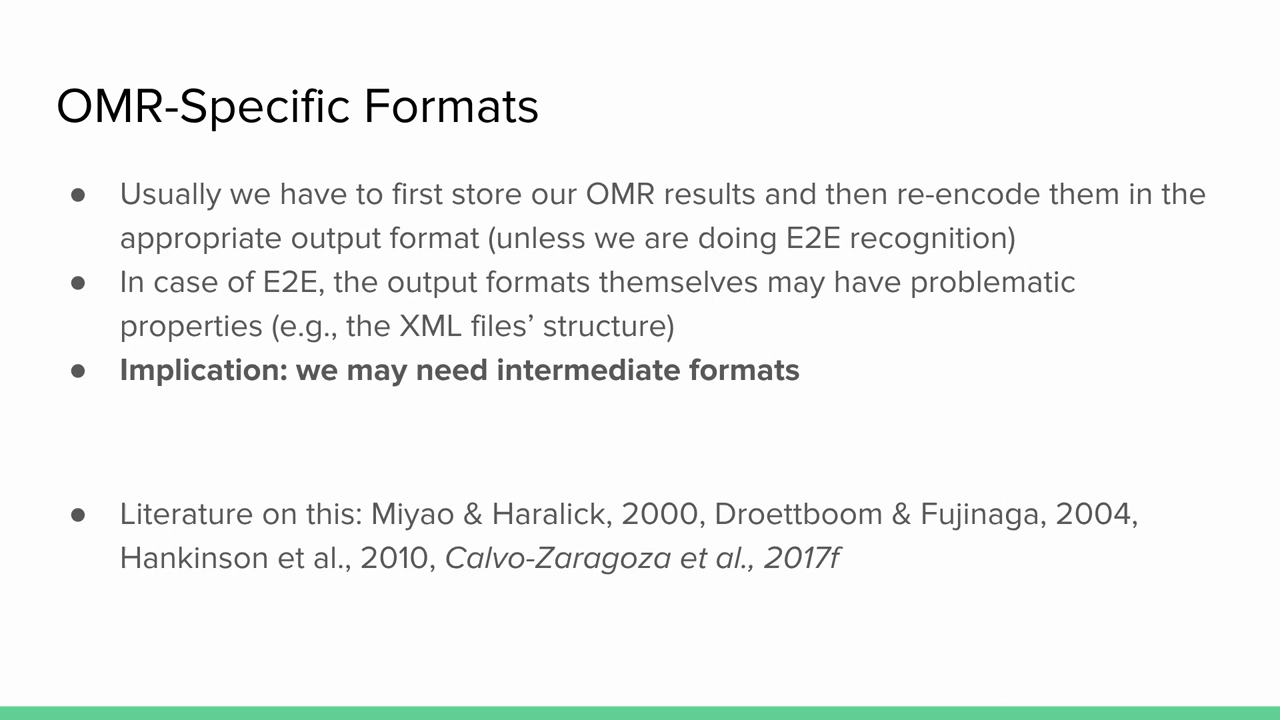 OMR-Specific Formats
● Usually we have to first store our OMR results and then re-encode them in the
appropriate output format (unless we are doing E2E recognition)
● In case of E2E, the output formats themselves may have problematic
properties (e.g., the XML files’ structure)
● Implication: we may need intermediate formats
● Literature on this: Miyao & Haralick, 2000, Droettboom & Fujinaga, 2004,
Hankinson et al., 2010, Calvo-Zaragoza et al., 2017f